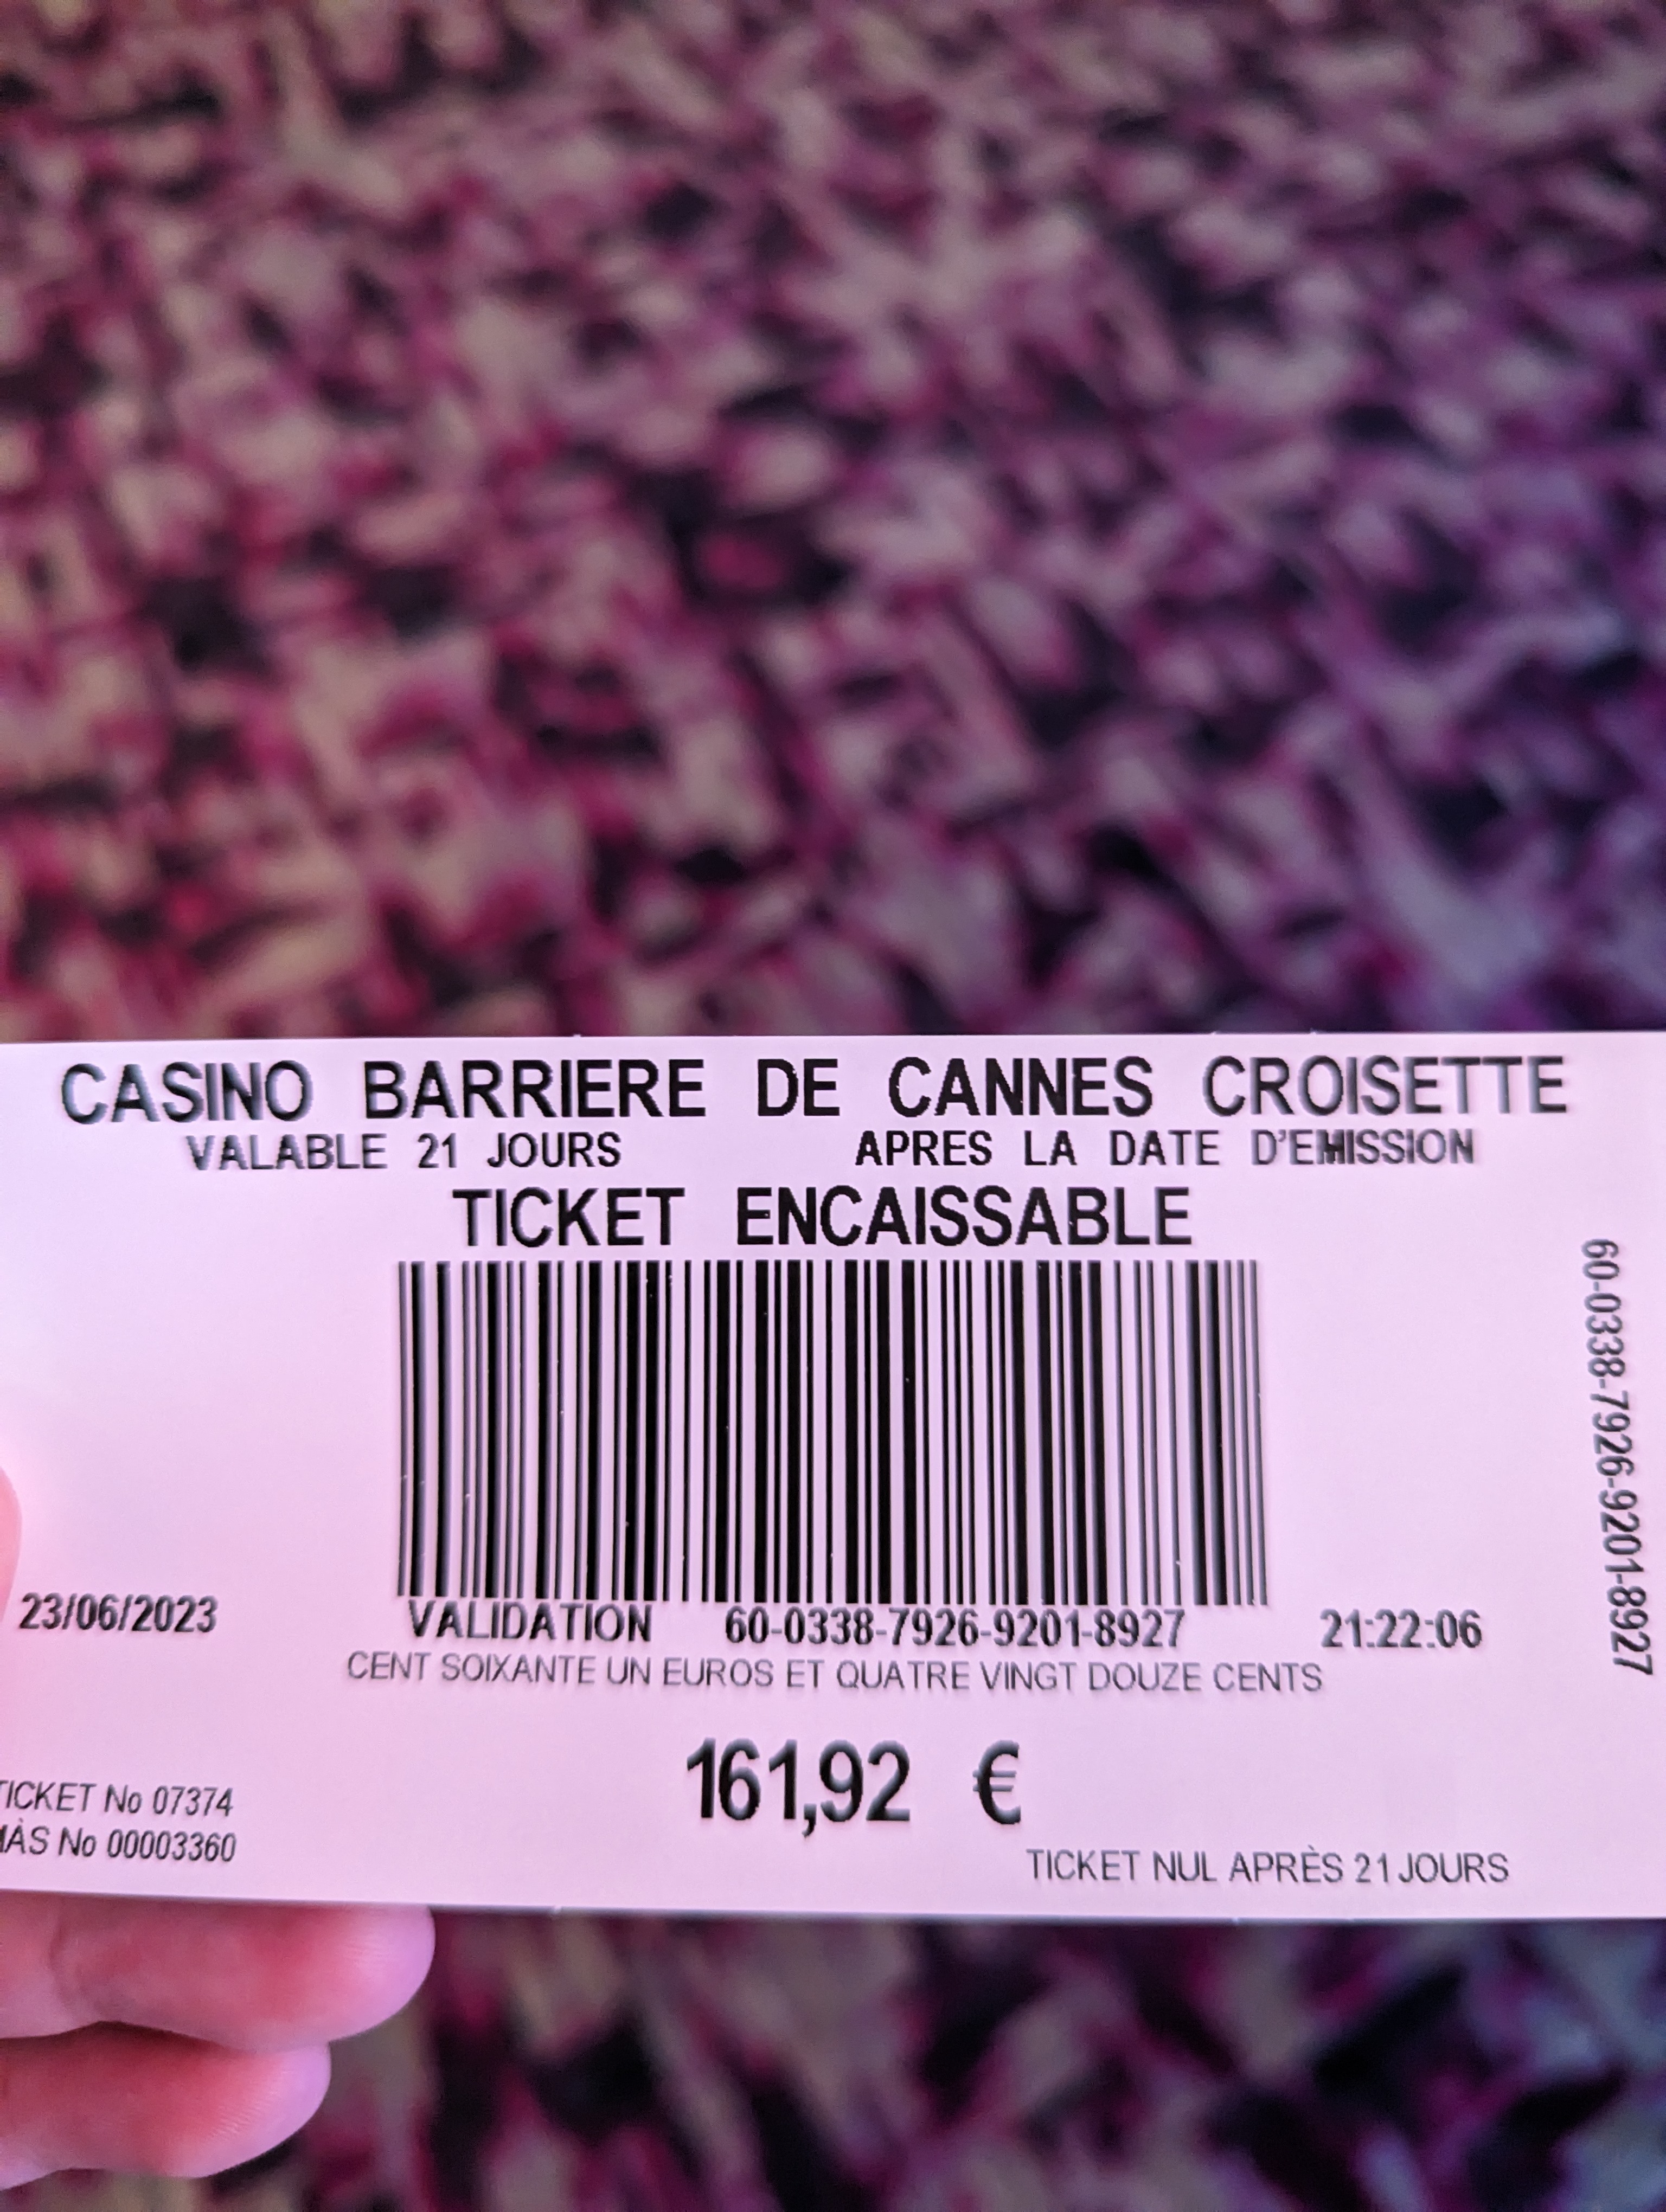 CASINO BARRIERE DE CANNES CROISETTE
VALABLE 21 JOURS APRES LA DATE D'EMISSION
TICKET ENCAISSABLE
60-0338-7926-9201-8927
23/06/2023 VALIDATION 60-0338-7926-9201-8927 21:22:06
CENT SOIXANTE UN EUROS ET QUATRE VINGT DOUZE CENTS
161,92 €
TICKET No 07374
MÀS No 00003360
TICKET NUL APRÈS 21 JOURS